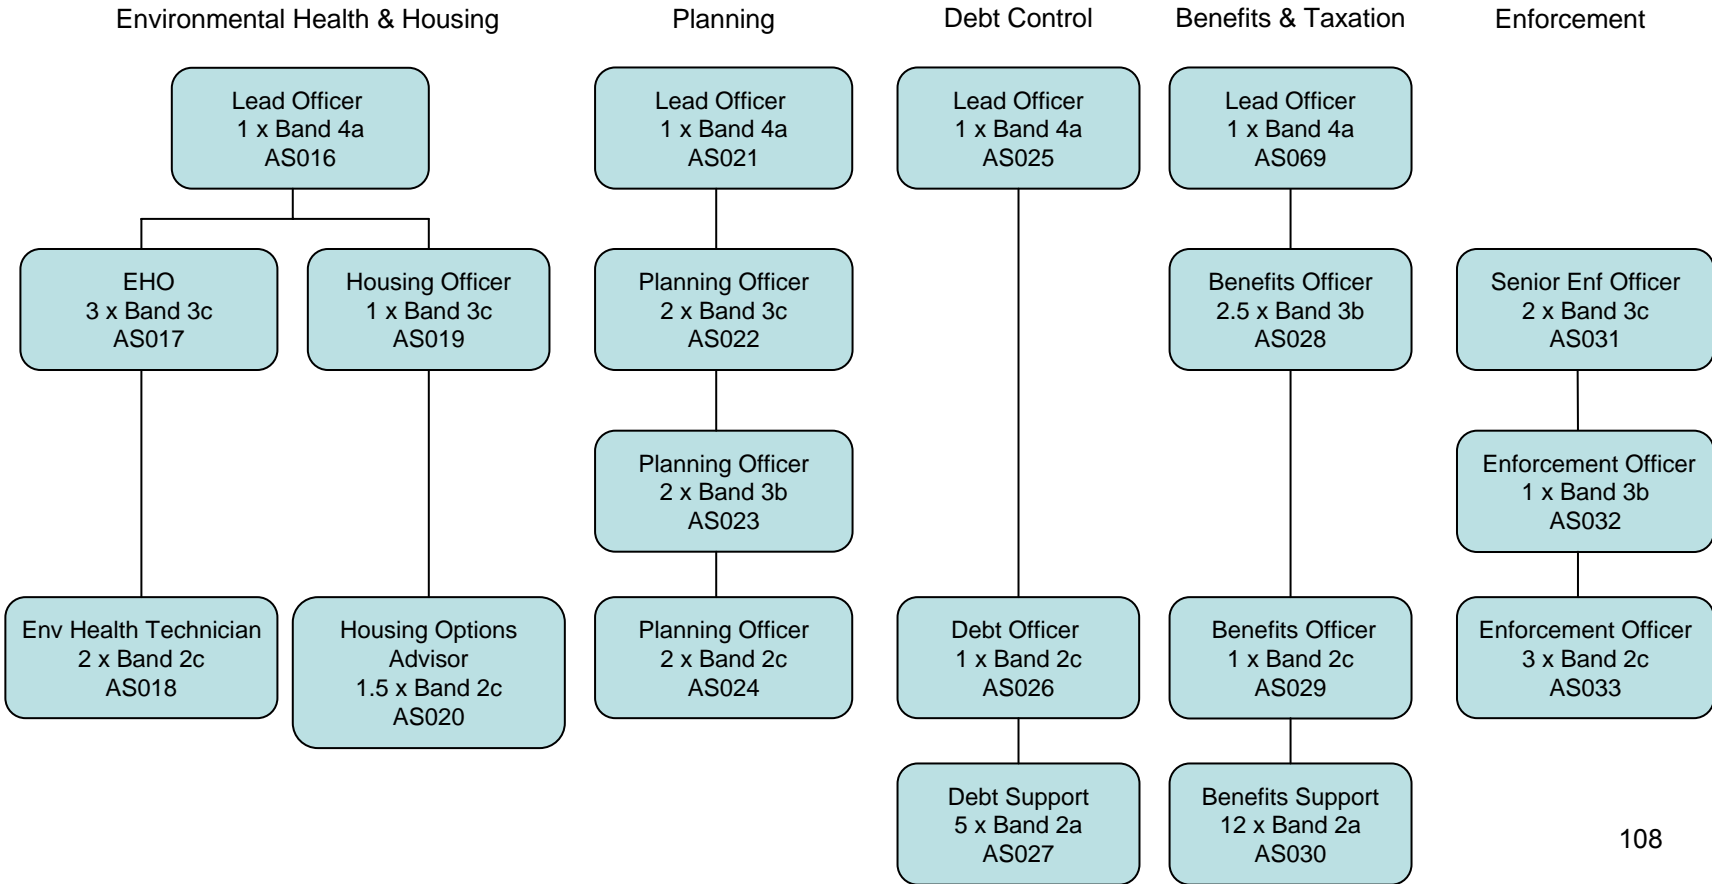 Environmental Health & Housing
Planning
Debt Control
Benefits & Taxation
Enforcement
Lead Officer
1 x Band 4a
AS016
Lead Officer
1 x Band 4a
AS021
Lead Officer
1 x Band 4a
AS025
Lead Officer
1 x Band 4a
AS069
EHO
3 x Band 3c
AS017
Housing Officer
1 x Band 3c
AS019
Planning Officer
2 x Band 3c
AS022
Benefits Officer
2.5 x Band 3b
AS028
Senior Enf Officer
2 x Band 3c
AS031
Planning Officer
2 x Band 3b
AS023
Enforcement Officer
1 x Band 3b
AS032
Env Health Technician
2 x Band 2c
AS018
Housing Options
Advisor
1.5 x Band 2c
AS020
Planning Officer
2 x Band 2c
AS024
Debt Officer
1 x Band 2c
AS026
Benefits Officer
1 x Band 2c
AS029
Enforcement Officer
3 x Band 2c
AS033
Debt Support
5 x Band 2a
AS027
Benefits Support
12 x Band 2a
AS030
108